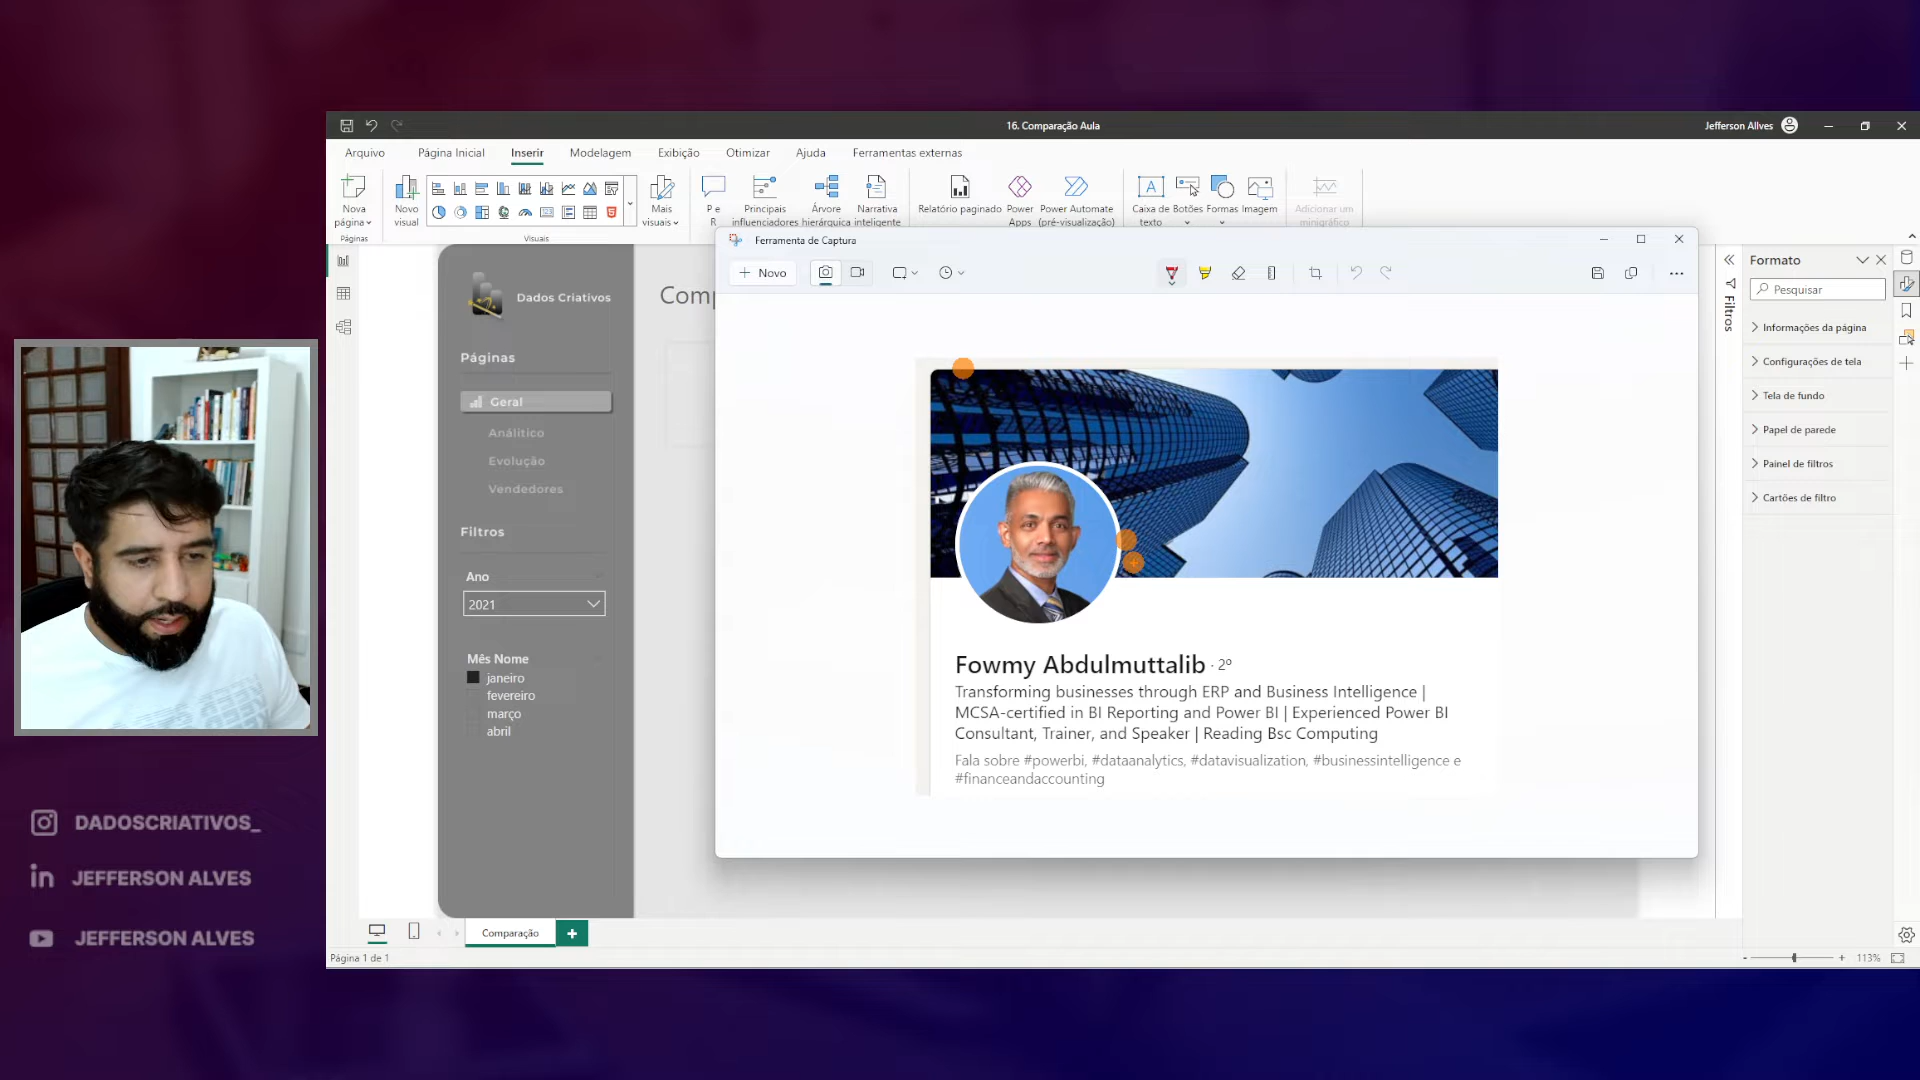 16. Comparação Aula
Jefferson Allves
Arquivo
Página Inicial
Inserir
Modelagem
Exibição
Otimizar
Ajuda
Ferramentas externas
Nova
página
Páginas
Novo
visual
Visuais
Mais
visuais
P e
R
Principais
influenciadores
Árvore
hierárquica
Narrativa
inteligente
Relatório paginado
Power
Apps
Power Automate
(pré-visualização)
Caixa de
texto
Botões
Formas
Imagem
Adicionar um
minigráfico
Ferramenta de Captura
Novo
Dados Criativos
Comp
Páginas
Geral
Análitico
Evolução
Vendedores
Filtros
Ano
2021
Mês Nome
janeiro
fevereiro
março
abril
Fowmy Abdulmuttalib · 2º
Transforming businesses through ERP and Business Intelligence |
MCSA-certified in BI Reporting and Power BI | Experienced Power BI
Consultant, Trainer, and Speaker | Reading Bsc Computing
Fala sobre #powerbi, #dataanalytics, #datavisualization, #businessintelligence e
#financeandaccounting
Filtros
Formato
Pesquisar
Informações da página
Configurações de tela
Tela de fundo
Papel de parede
Painel de filtros
Cartões de filtro
DADOSCRIATIVOS_
JEFFERSON ALVES
JEFFERSON ALVES
Comparação
Página 1 de 1
113%